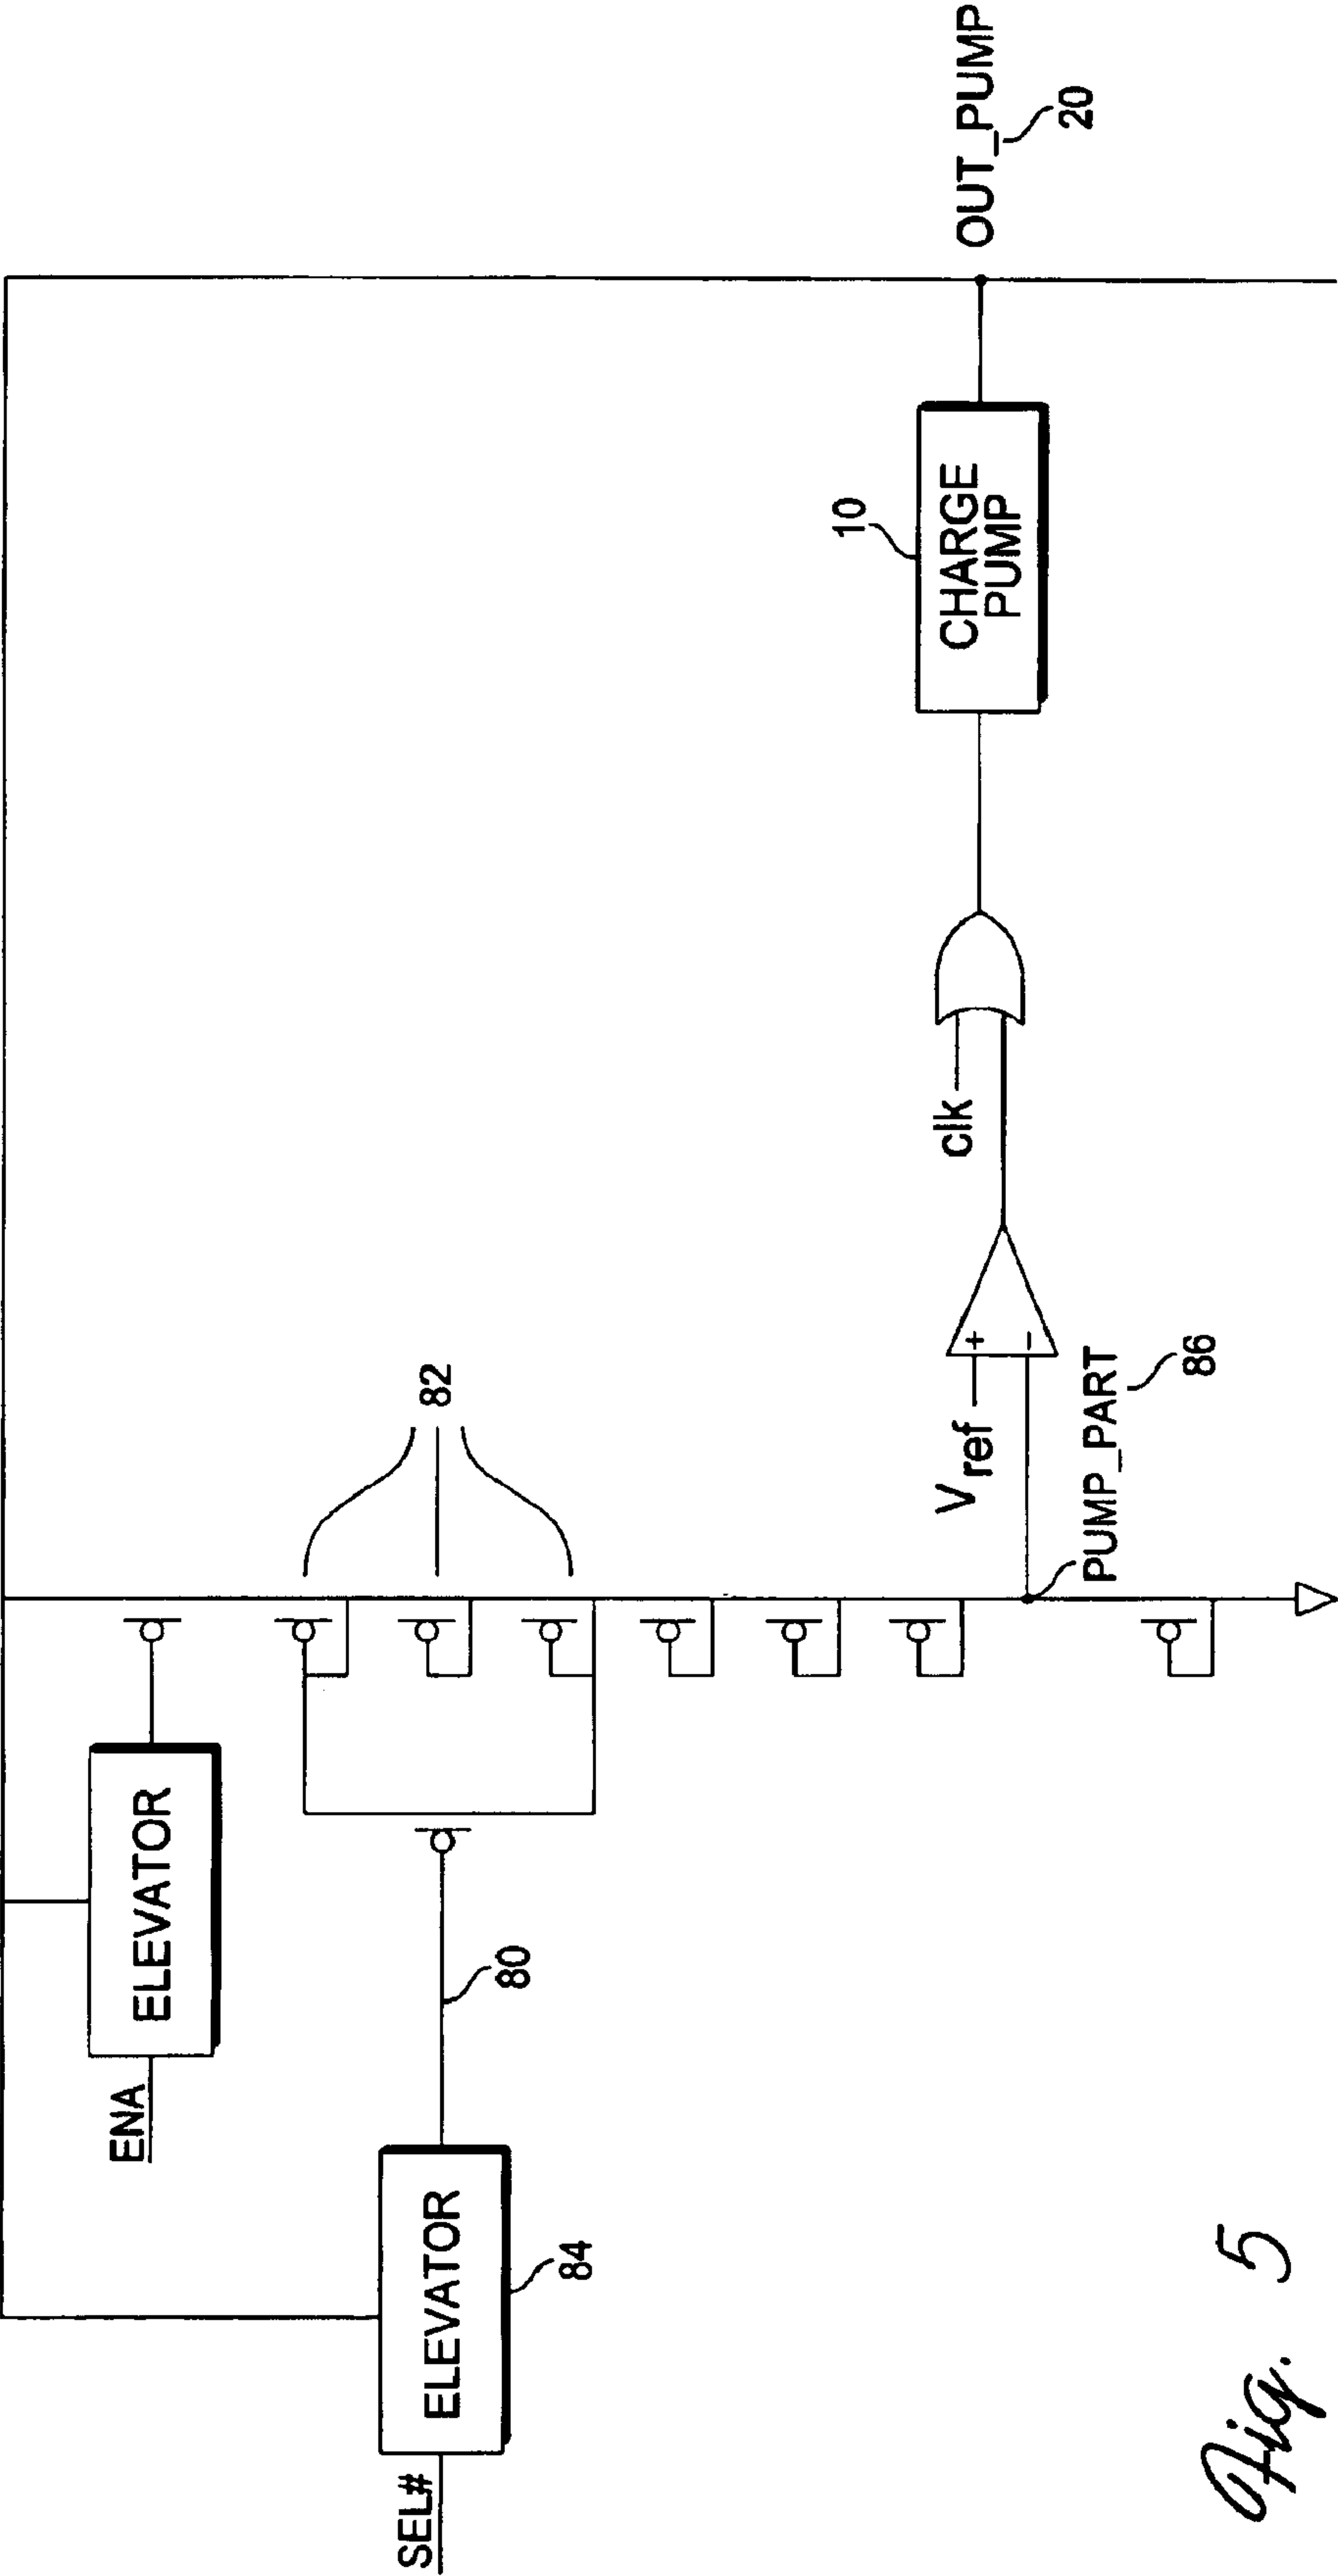 ENA
ELEVATOR
SEL#
ELEVATOR
84
80
82
V ref
+
−
PUMP_PART
86
clk
10
CHARGE
PUMP
OUT_PUMP
20
Fig. 5